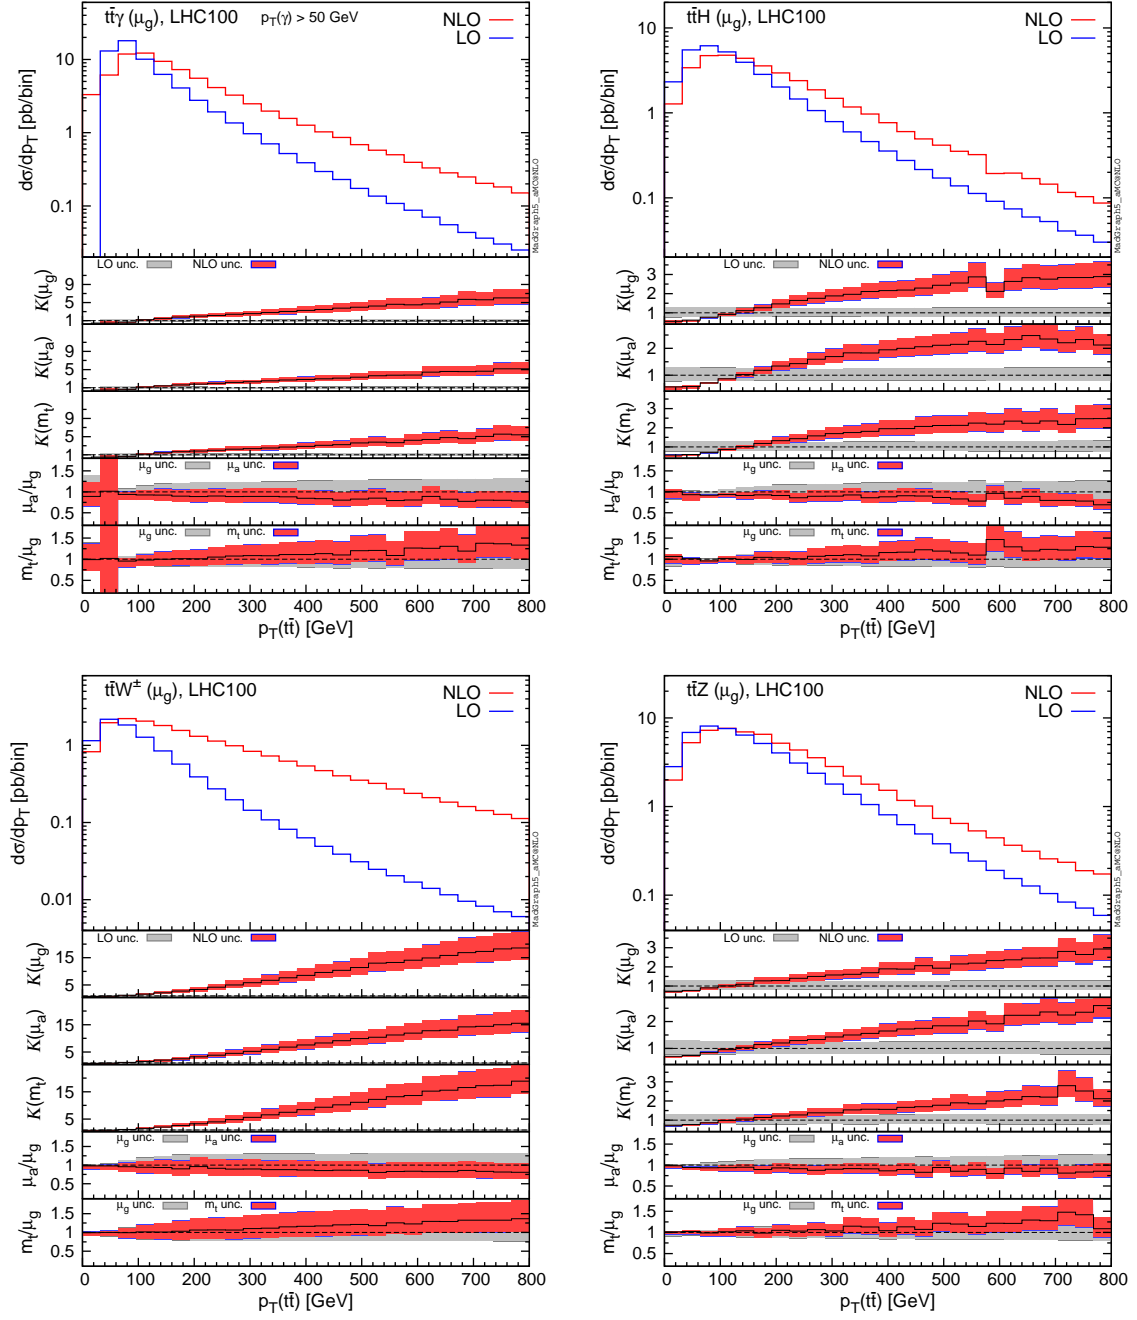 tt̄γ (μg), LHC100 pT(γ) > 50 GeV NLO
LO
10
1
0.1
dσ/dpT [pb/bin]
MadGraph5_aMC@NLO
LO unc. NLO unc.
9
5
1
K(μg)
9
5
1
K(μa)
9
5
1
K(mt)
μg unc. μa unc.
1.5
1
0.5
μa/μg
μg unc. mt unc.
1.5
1
0.5
mt/μg
0 100 200 300 400 500 600 700 800
pT(tt̄) [GeV]
tt̄H (μg), LHC100 NLO
LO
10
1
0.1
dσ/dpT [pb/bin]
MadGraph5_aMC@NLO
LO unc. NLO unc.
3
2
1
K(μg)
2
1
K(μa)
3
2
1
K(mt)
μg unc. μa unc.
1.5
1
0.5
μa/μg
μg unc. mt unc.
1.5
1
0.5
mt/μg
0 100 200 300 400 500 600 700 800
pT(tt̄) [GeV]
tt̄W± (μg), LHC100 NLO
LO
1
0.1
0.01
dσ/dpT [pb/bin]
MadGraph5_aMC@NLO
LO unc. NLO unc.
15
5
K(μg)
15
5
K(μa)
15
5
K(mt)
μg unc. μa unc.
1.5
1
0.5
μa/μg
μg unc. mt unc.
1.5
1
0.5
mt/μg
0 100 200 300 400 500 600 700 800
pT(tt̄) [GeV]
tt̄Z (μg), LHC100 NLO
LO
10
1
0.1
dσ/dpT [pb/bin]
MadGraph5_aMC@NLO
LO unc. NLO unc.
3
2
1
K(μg)
2
1
K(μa)
3
2
1
K(mt)
μg unc. μa unc.
1.5
1
0.5
μa/μg
μg unc. mt unc.
1.5
1
0.5
mt/μg
0 100 200 300 400 500 600 700 800
pT(tt̄) [GeV]